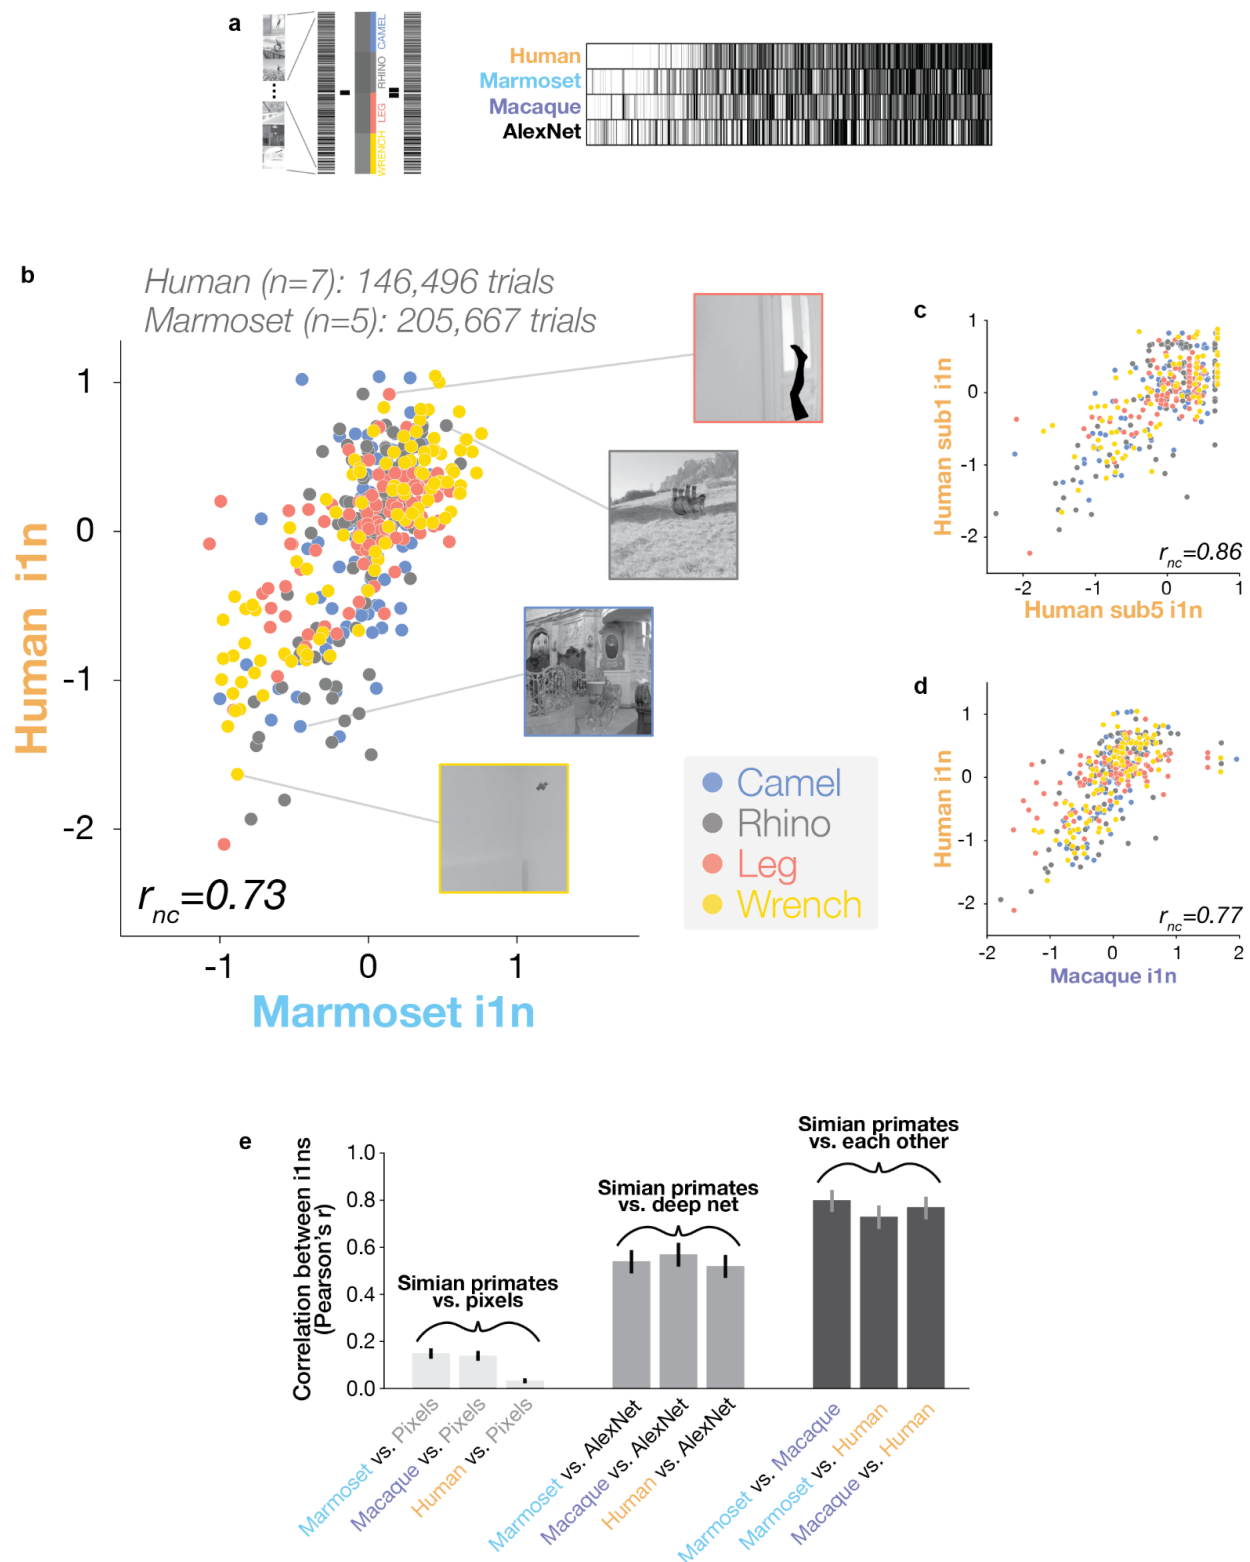 a
CAMEL
RHINO
LEG
WRENCH
Human
Marmoset
Macaque
AlexNet
b
Human (n=7): 146,496 trials
Marmoset (n=5): 205,667 trials
1
0
-1
-2
Human i1n
r_nc=0.73
-1 0 1
Marmoset i1n
Camel
Rhino
Leg
Wrench
c
1
0
-1
-2
Human sub1 i1n
r_nc=0.86
-2 -1 0 1
Human sub5 i1n
d
1
0
-1
-2
Human i1n
r_nc=0.77
-2 -1 0 1 2
Macaque i1n
e
Correlation between i1ns
(Pearson's r)
1.0
0.8
0.6
0.4
0.2
0.0
Simian primates
vs. pixels
Simian primates
vs. deep net
Simian primates
vs. each other
Marmoset vs. Pixels
Macaque vs. Pixels
Human vs. Pixels
Marmoset vs. AlexNet
Macaque vs. AlexNet
Human vs. AlexNet
Marmoset vs. Macaque
Marmoset vs. Human
Macaque vs. Human